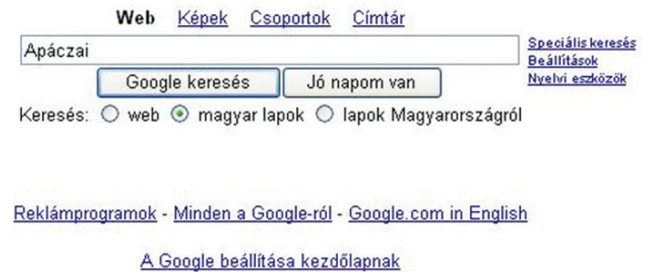 Web Képek Csoportok Címtár
Apáczai
Speciális keresés
Beállítások
Nyelvi eszközök
Google keresés Jó napom van
Keresés: web magyar lapok lapok Magyarországról
Reklámprogramok - Minden a Google-ról - Google.com in English
A Google beállítása kezdőlapnak